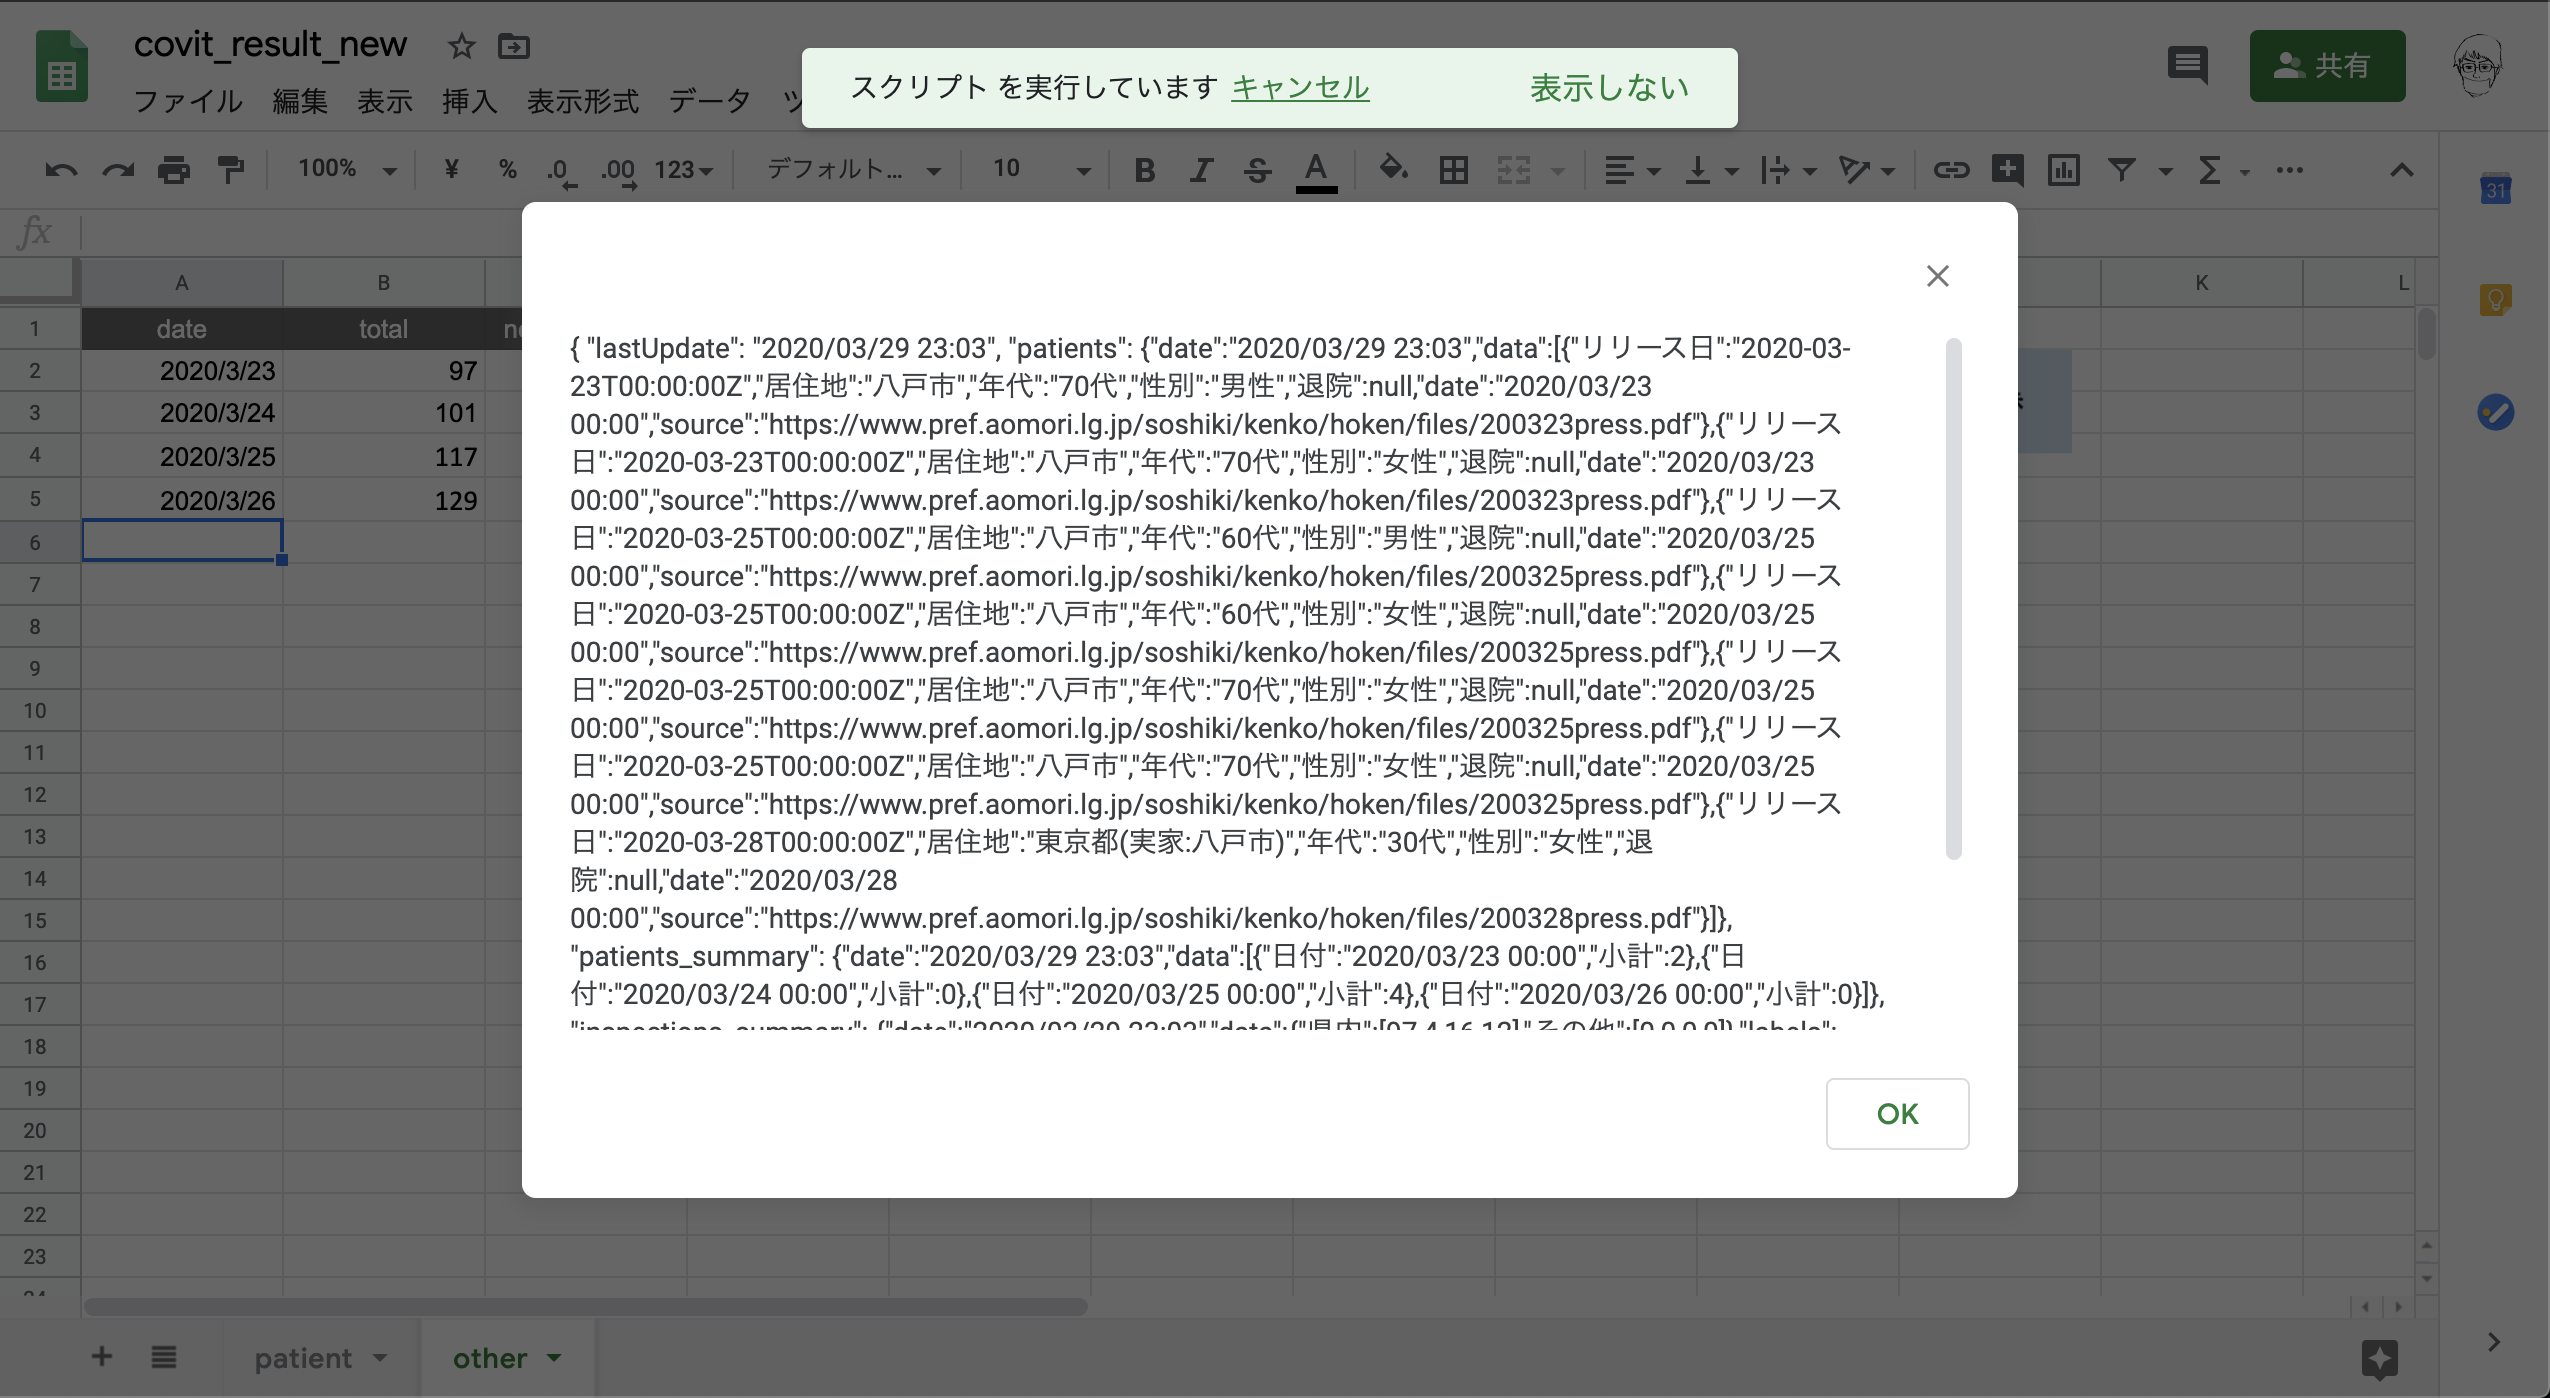 covit_result_new
ファイル 編集 表示 挿入 表示形式 データ ツ
スクリプト を実行しています キャンセル 表示しない
共有
100% ¥ % .0 .00 123 デフォルト... 10 B I S A Σ
31
fx
A B K L
1 date total
2 2020/3/23 97
3 2020/3/24 101
4 2020/3/25 117
5 2020/3/26 129
6
7
8
9
10
11
12
13
14
15
16
17
18
19
20
21
22
23
24
{ "lastUpdate": "2020/03/29 23:03", "patients": {"date":"2020/03/29 23:03","data":[{"リリース日":"2020-03-
23T00:00:00Z","居住地":"八戸市","年代":"70代","性別":"男性","退院":null,"date":"2020/03/23
00:00","source":"https://www.pref.aomori.lg.jp/soshiki/kenko/hoken/files/200323press.pdf"},{"リリース
日":"2020-03-23T00:00:00Z","居住地":"八戸市","年代":"70代","性別":"女性","退院":null,"date":"2020/03/23
00:00","source":"https://www.pref.aomori.lg.jp/soshiki/kenko/hoken/files/200323press.pdf"},{"リリース
日":"2020-03-25T00:00:00Z","居住地":"八戸市","年代":"60代","性別":"男性","退院":null,"date":"2020/03/25
00:00","source":"https://www.pref.aomori.lg.jp/soshiki/kenko/hoken/files/200325press.pdf"},{"リリース
日":"2020-03-25T00:00:00Z","居住地":"八戸市","年代":"60代","性別":"女性","退院":null,"date":"2020/03/25
00:00","source":"https://www.pref.aomori.lg.jp/soshiki/kenko/hoken/files/200325press.pdf"},{"リリース
日":"2020-03-25T00:00:00Z","居住地":"八戸市","年代":"70代","性別":"女性","退院":null,"date":"2020/03/25
00:00","source":"https://www.pref.aomori.lg.jp/soshiki/kenko/hoken/files/200325press.pdf"},{"リリース
日":"2020-03-25T00:00:00Z","居住地":"八戸市","年代":"70代","性別":"女性","退院":null,"date":"2020/03/25
00:00","source":"https://www.pref.aomori.lg.jp/soshiki/kenko/hoken/files/200325press.pdf"},{"リリース
日":"2020-03-28T00:00:00Z","居住地":"東京都(実家:八戸市)","年代":"30代","性別":"女性","退
院":null,"date":"2020/03/28
00:00","source":"https://www.pref.aomori.lg.jp/soshiki/kenko/hoken/files/200328press.pdf"}]},
"patients_summary": {"date":"2020/03/29 23:03","data":[{"日付":"2020/03/23 00:00","小計":2},{"日
付":"2020/03/24 00:00","小計":0},{"日付":"2020/03/25 00:00","小計":4},{"日付":"2020/03/26 00:00","小計":0}]},
"inspections_summary": {"date":"2020/03/29 23:03","data":{"県内":[97,4,16,12],"その他":[0,0,0,0]},"labels":
OK
patient other